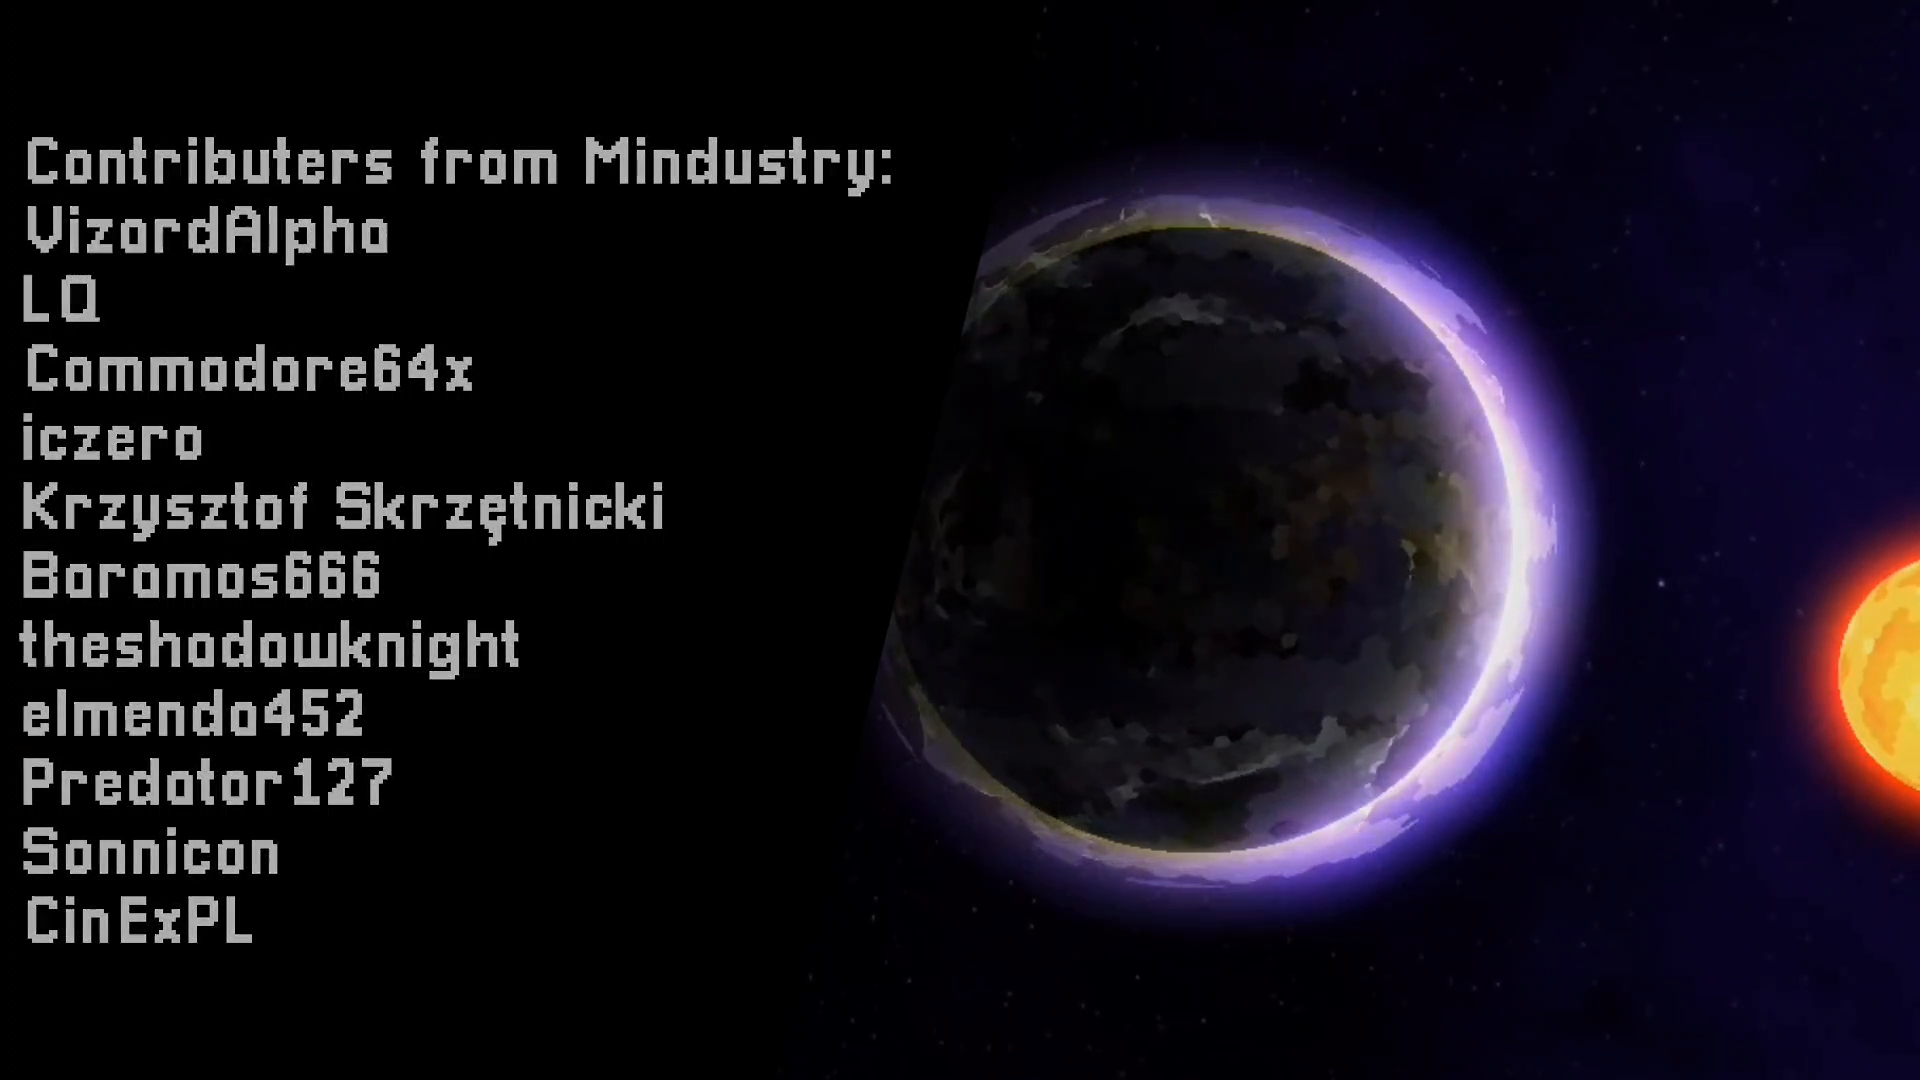 Contributers from Mindustry:
VizardAlpha
LQ
Commodore64x
iczero
Krzysztof Skrzętnicki
Baramos666
theshadowknight
elmenda452
Predator127
Sonnicon
CinExPL